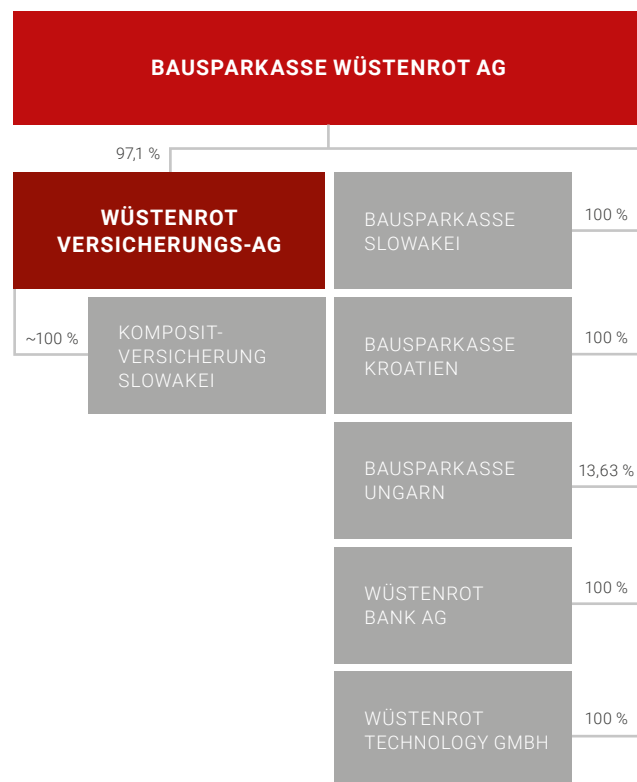 BAUSPARKASSE WÜSTENROT AG
97,1 %
WÜSTENROT
VERSICHERUNGS-AG
BAUSPARKASSE
SLOWAKEI
100 %
~100 %
KOMPOSIT-
VERSICHERUNG
SLOWAKEI
BAUSPARKASSE
KROATIEN
100 %
BAUSPARKASSE
UNGARN
13,63 %
WÜSTENROT
BANK AG
100 %
WÜSTENROT
TECHNOLOGY GMBH
100 %